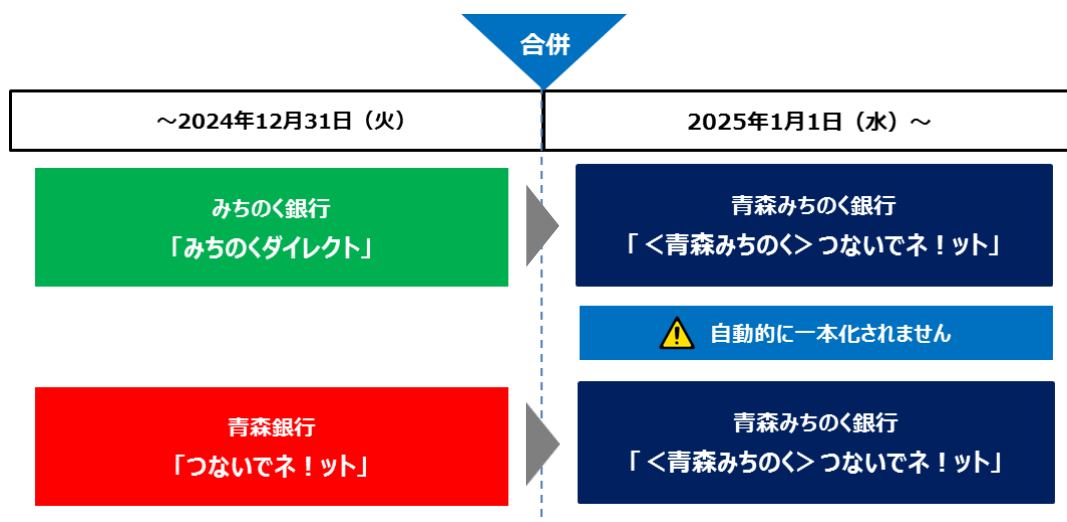 合併
～2024年12月31日（火）
2025年1月1日（水）～
みちのく銀行
「みちのくダイレクト」
青森みちのく銀行
「＜青森みちのく＞つないでネ！ット」
自動的に一本化されません
青森銀行
「つないでネ！ット」
青森みちのく銀行
「＜青森みちのく＞つないでネ！ット」